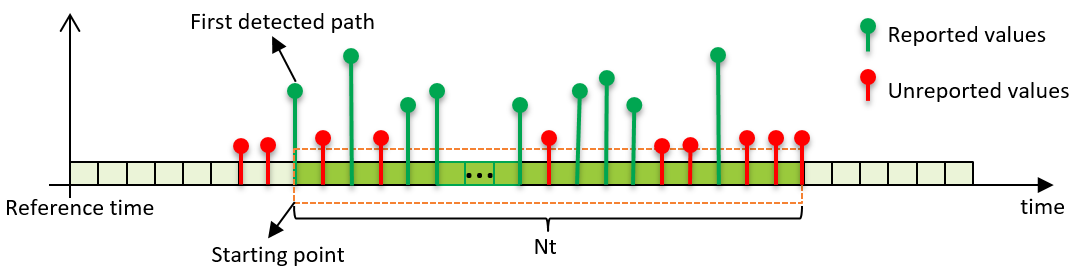 First detected path
Reported values
Unreported values
...
Reference time
time
Starting point
Nt